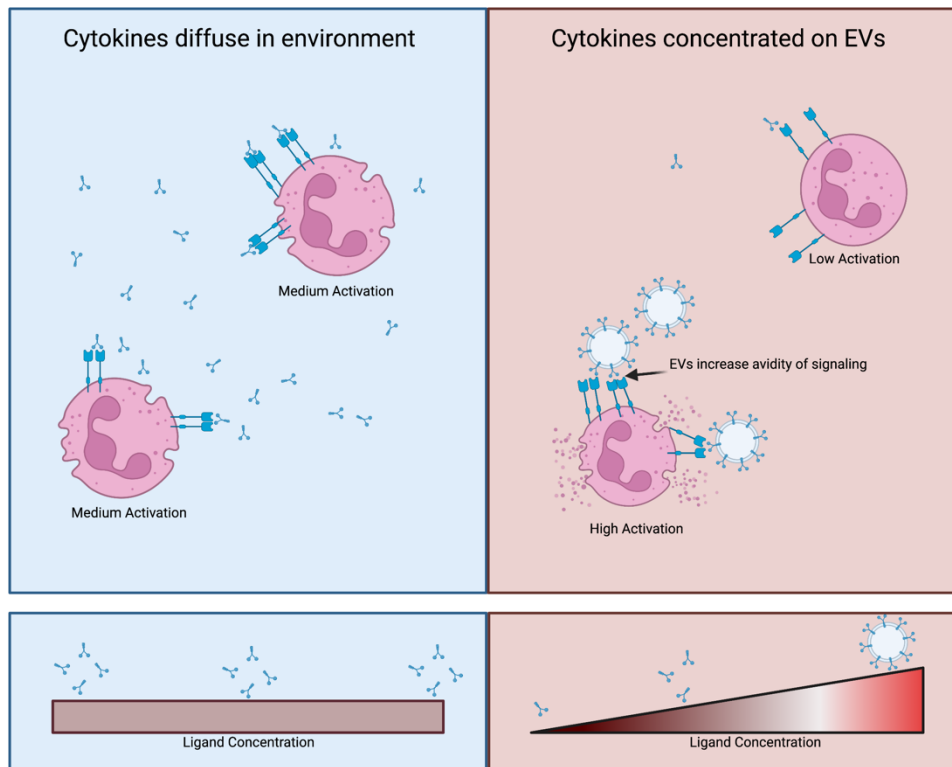 Cytokines diffuse in environment
Cytokines concentrated on EVs
Medium Activation
Low Activation
EVs increase avidity of signaling
Medium Activation
High Activation
Ligand Concentration
Ligand Concentration